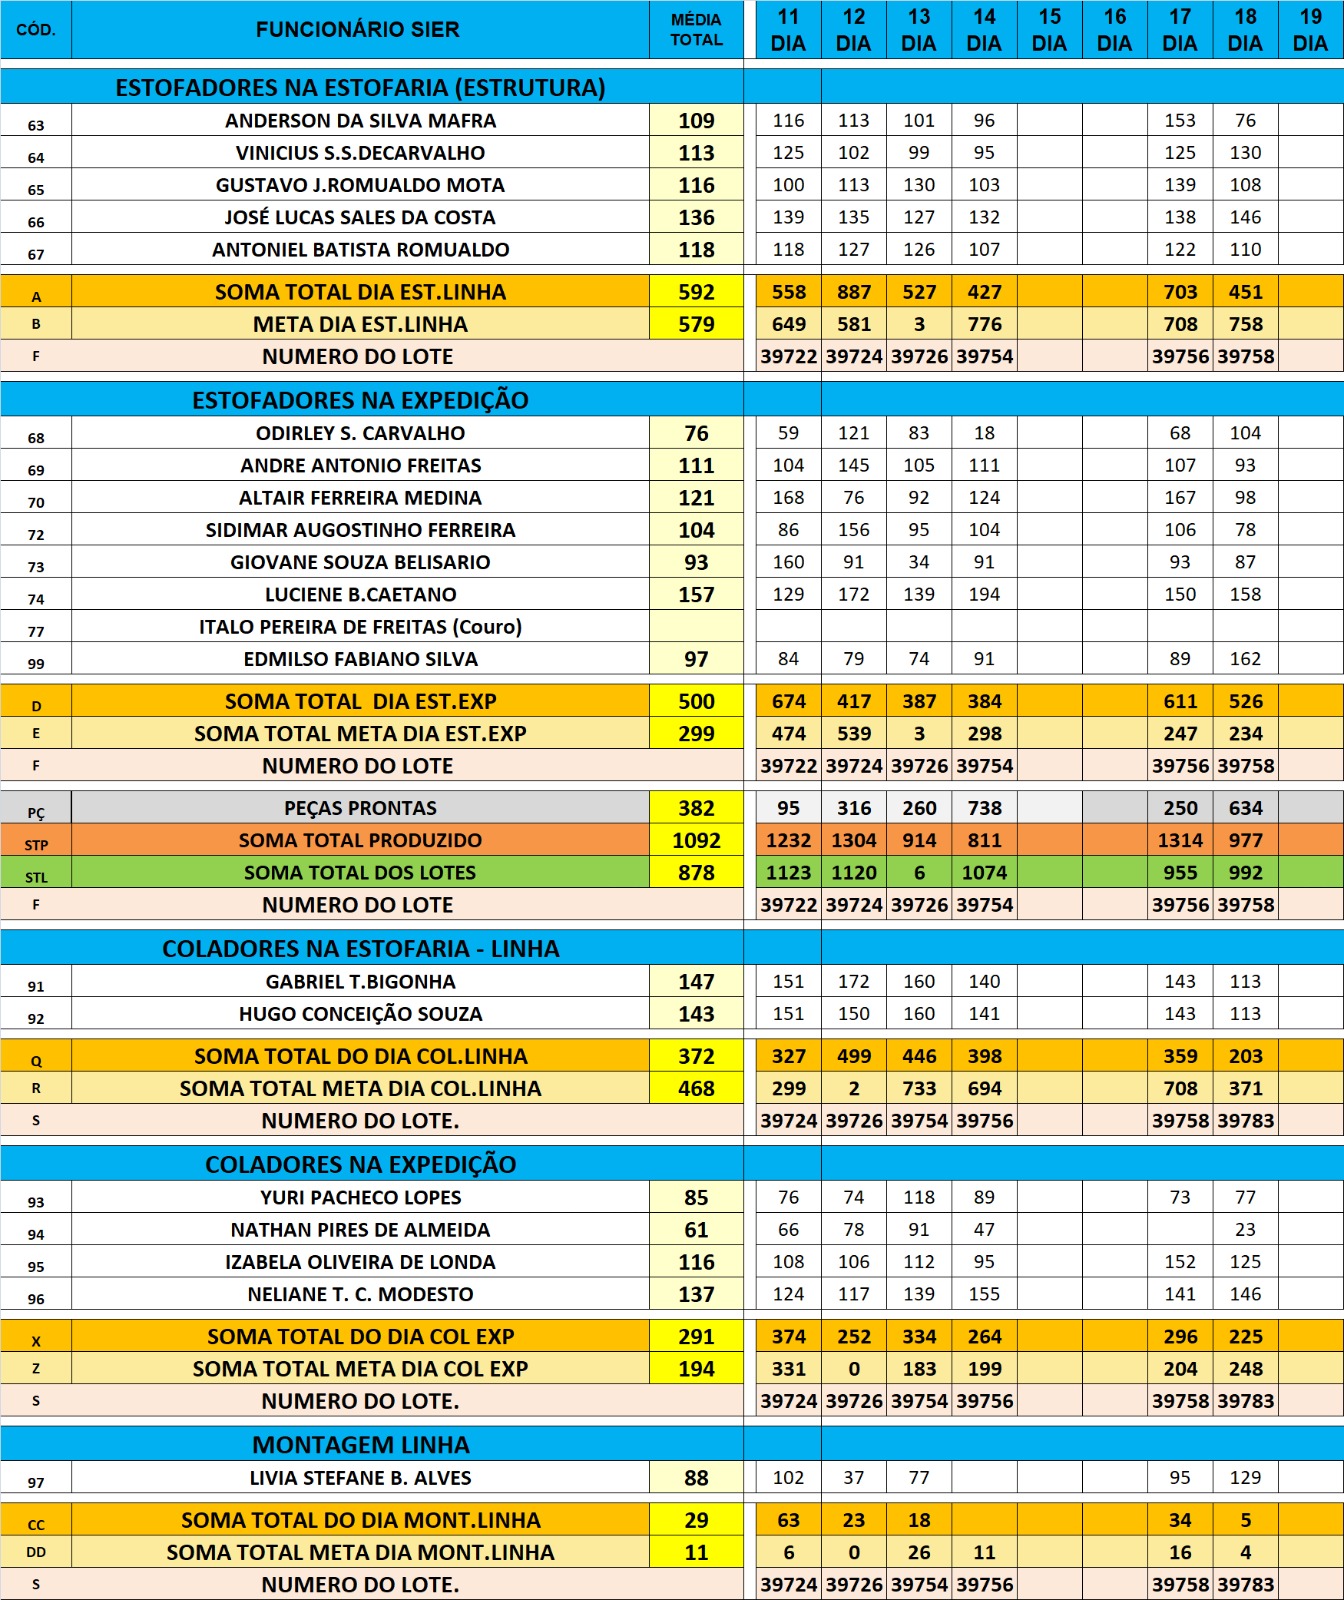 CÓD. FUNCIONÁRIO SIER MÉDIA TOTAL 11 DIA 12 DIA 13 DIA 14 DIA 15 DIA 16 DIA 17 DIA 18 DIA 19 DIA
ESTOFADORES NA ESTOFARIA (ESTRUTURA)
63 ANDERSON DA SILVA MAFRA 109 116 113 101 96 153 76
64 VINICIUS S.S.DECARVALHO 113 125 102 99 95 125 130
65 GUSTAVO J.ROMUALDO MOTA 116 100 113 130 103 139 108
66 JOSÉ LUCAS SALES DA COSTA 136 139 135 127 132 138 146
67 ANTONIEL BATISTA ROMUALDO 118 118 127 126 107 122 110
A SOMA TOTAL DIA EST.LINHA 592 558 887 527 427 703 451
B META DIA EST.LINHA 579 649 581 3 776 708 758
F NUMERO DO LOTE 39722 39724 39726 39754 39756 39758
ESTOFADORES NA EXPEDIÇÃO
68 ODIRLEY S. CARVALHO 76 59 121 83 18 68 104
69 ANDRE ANTONIO FREITAS 111 104 145 105 111 107 93
70 ALTAIR FERREIRA MEDINA 121 168 76 92 124 167 98
72 SIDIMAR AUGOSTINHO FERREIRA 104 86 156 95 104 106 78
73 GIOVANE SOUZA BELISARIO 93 160 91 34 91 93 87
74 LUCIENE B.CAETANO 157 129 172 139 194 150 158
77 ITALO PEREIRA DE FREITAS (Couro)
99 EDMILSO FABIANO SILVA 97 84 79 74 91 89 162
D SOMA TOTAL DIA EST.EXP 500 674 417 387 384 611 526
E SOMA TOTAL META DIA EST.EXP 299 474 539 3 298 247 234
F NUMERO DO LOTE 39722 39724 39726 39754 39756 39758
PÇ PEÇAS PRONTAS 382 95 316 260 738 250 634
STP SOMA TOTAL PRODUZIDO 1092 1232 1304 914 811 1314 977
STL SOMA TOTAL DOS LOTES 878 1123 1120 6 1074 955 992
F NUMERO DO LOTE 39722 39724 39726 39754 39756 39758
COLADORES NA ESTOFARIA - LINHA
91 GABRIEL T.BIGONHA 147 151 172 160 140 143 113
92 HUGO CONCEIÇÃO SOUZA 143 151 150 160 141 143 113
Q SOMA TOTAL DO DIA COL.LINHA 372 327 499 446 398 359 203
R SOMA TOTAL META DIA COL.LINHA 468 299 2 733 694 708 371
S NUMERO DO LOTE. 39724 39726 39754 39756 39758 39783
COLADORES NA EXPEDIÇÃO
93 YURI PACHECO LOPES 85 76 74 118 89 73 77
94 NATHAN PIRES DE ALMEIDA 61 66 78 91 47 23
95 IZABELA OLIVEIRA DE LONDA 116 108 106 112 95 152 125
96 NELIANE T. C. MODESTO 137 124 117 139 155 141 146
X SOMA TOTAL DO DIA COL EXP 291 374 252 334 264 296 225
Z SOMA TOTAL META DIA COL EXP 194 331 0 183 199 204 248
S NUMERO DO LOTE. 39724 39726 39754 39756 39758 39783
MONTAGEM LINHA
97 LIVIA STEFANE B. ALVES 88 102 37 77 95 129
CC SOMA TOTAL DO DIA MONT.LINHA 29 63 23 18 34 5
DD SOMA TOTAL META DIA MONT.LINHA 11 6 0 26 11 16 4
S NUMERO DO LOTE. 39724 39726 39754 39756 39758 39783